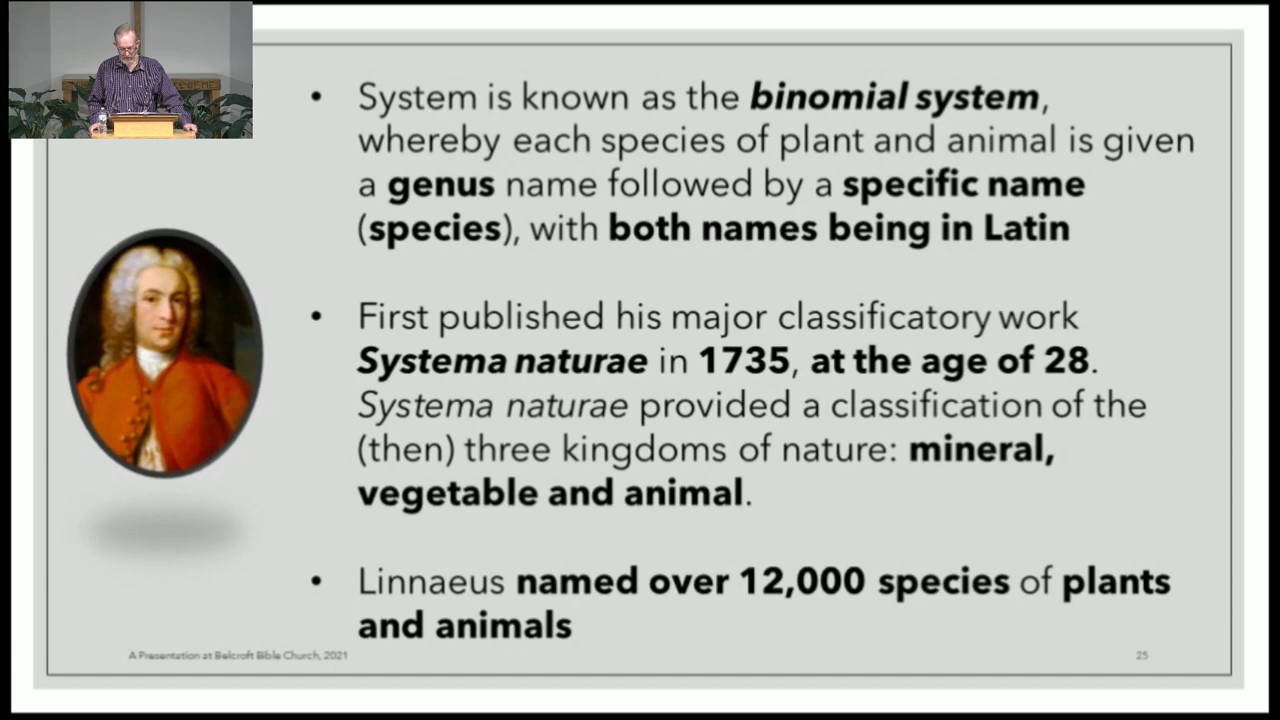 • System is known as the binomial system,
whereby each species of plant and animal is given
a genus name followed by a specific name
(species), with both names being in Latin
• First published his major classificatory work
Systema naturae in 1735, at the age of 28.
Systema naturae provided a classification of the
(then) three kingdoms of nature: mineral,
vegetable and animal.
• Linnaeus named over 12,000 species of plants
and animals
A Presentation at Belcroft Bible Church, 2021
25